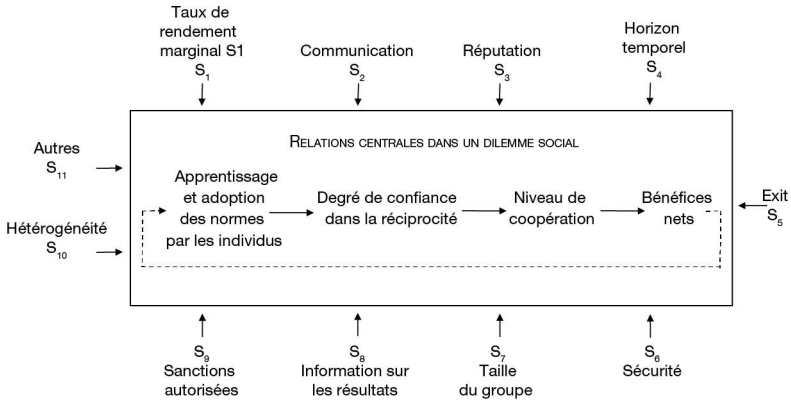 Taux de
rendement
marginal S1
S₁
Communication
S₂
Réputation
S₃
Horizon
temporel
S₄
RELATIONS CENTRALES DANS UN DILEMME SOCIAL
Autres
S₁₁
Hétérogénéité
S₁₀
Apprentissage
et adoption
des normes
par les individus
Degré de confiance
dans la réciprocité
Niveau de
coopération
Bénéfices
nets
Exit
S₅
S₉
Sanctions
autorisées
S₈
Information sur
les résultats
S₇
Taille
du groupe
S₆
Sécurité